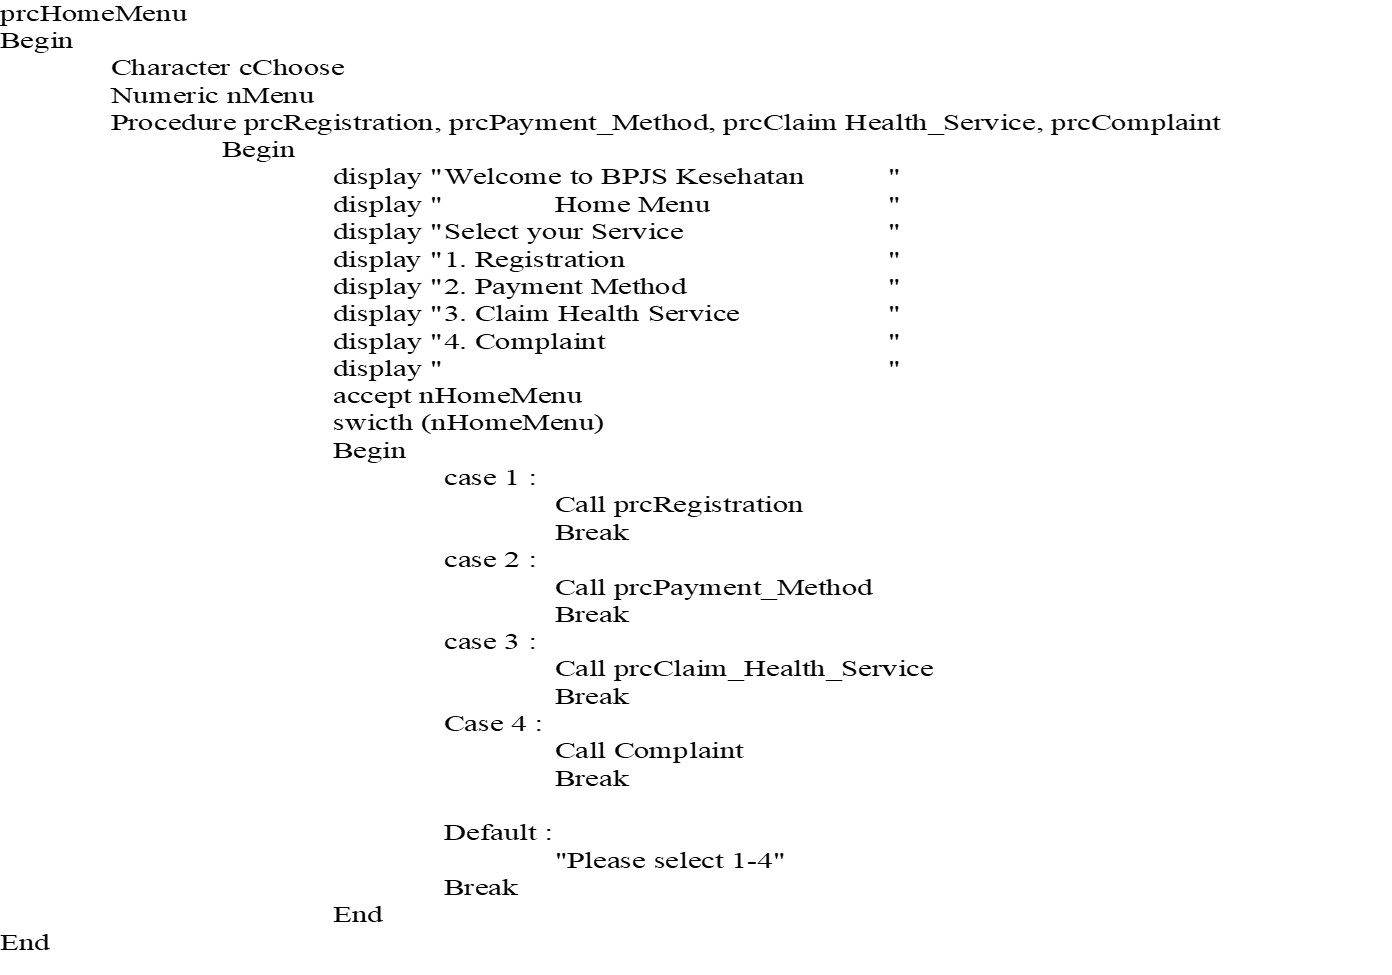 prcHomeMenu
Begin
Character cChoose
Numeric nMenu
Procedure prcRegistration, prcPayment_Method, prcClaim Health_Service, prcComplaint
Begin
display "Welcome to BPJS Kesehatan "
display " Home Menu "
display "Select your Service "
display "1. Registration "
display "2. Payment Method "
display "3. Claim Health Service "
display "4. Complaint "
display " "
accept nHomeMenu
swicth (nHomeMenu)
Begin
case 1 :
Call prcRegistration
Break
case 2 :
Call prcPayment_Method
Break
case 3 :
Call prcClaim_Health_Service
Break
Case 4 :
Call Complaint
Break
Default :
"Please select 1-4"
Break
End
End